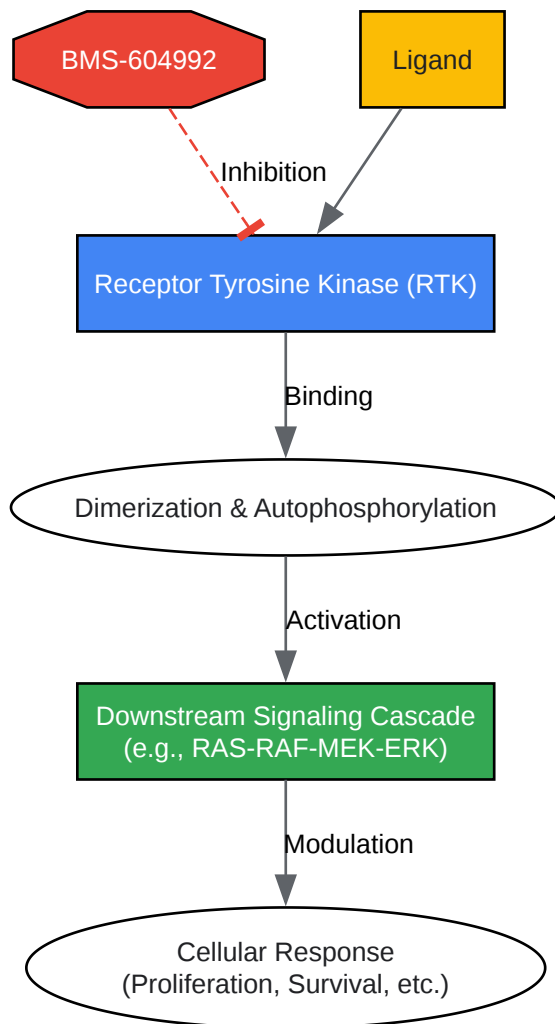 BMS-604992
Ligand
Inhibition
Receptor Tyrosine Kinase (RTK)
Binding
Dimerization & Autophosphorylation
Activation
Downstream Signaling Cascade
(e.g., RAS-RAF-MEK-ERK)
Modulation
Cellular Response
(Proliferation, Survival, etc.)